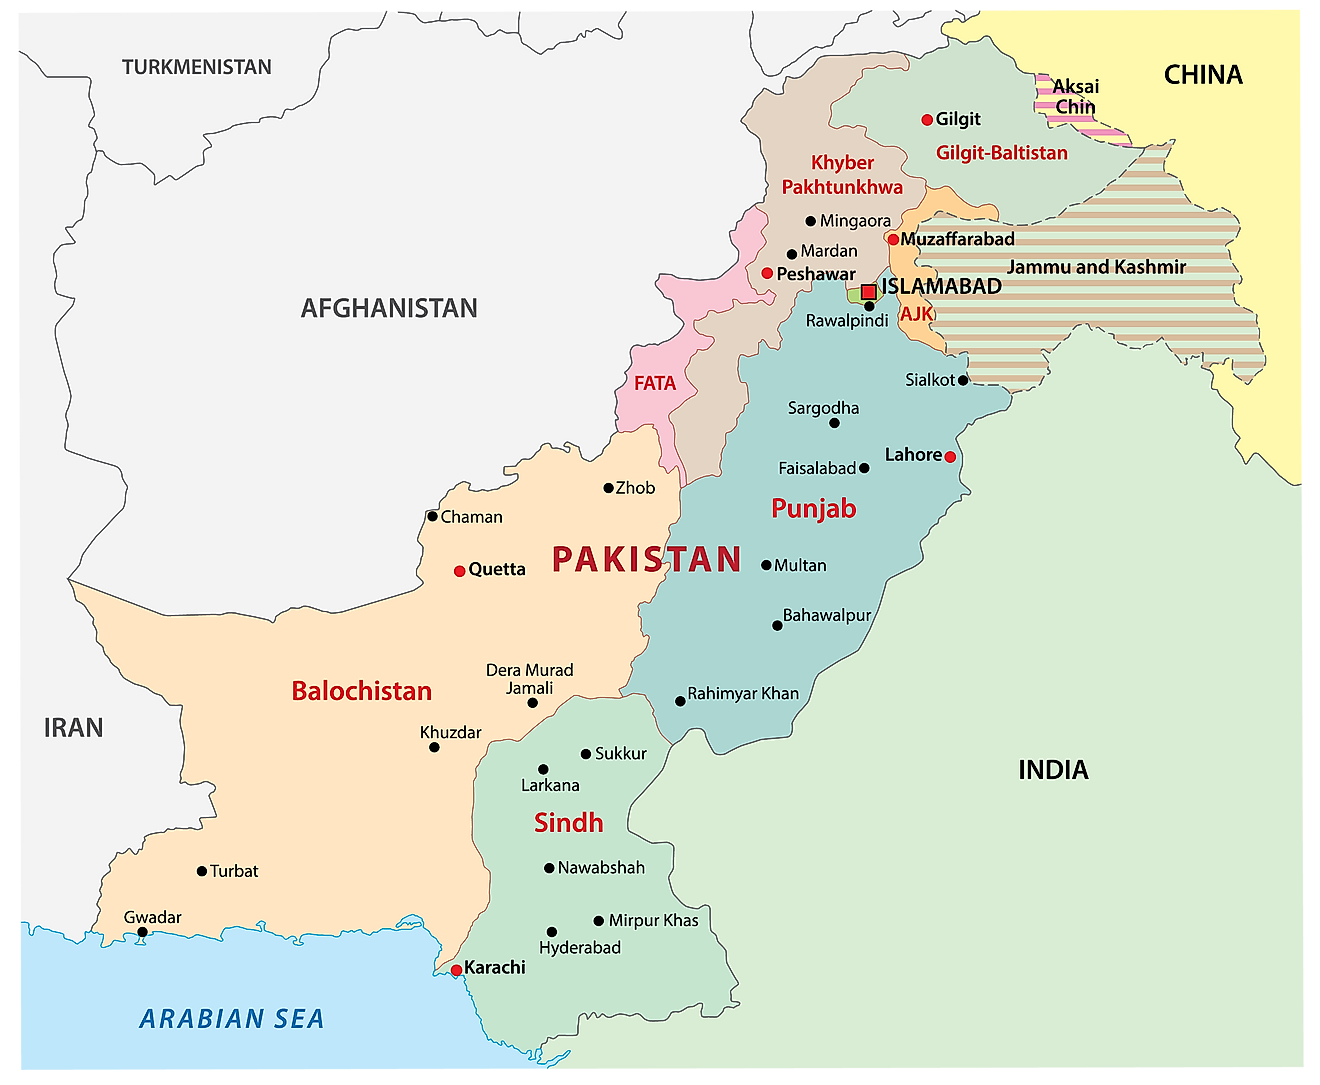 TURKMENISTAN
CHINA
Aksai
Chin
Gilgit
Gilgit-Baltistan
Khyber
Pakhtunkhwa
Mingaora
Muzaffarabad
Mardan
Peshawar
Jammu and Kashmir
ISLAMABAD
AFGHANISTAN
Rawalpindi
AJK
FATA
Sialkot
Sargodha
Lahore
Faisalabad
Zhob
Punjab
Chaman
PAKISTAN
Quetta
Multan
Bahawalpur
Dera Murad
Jamali
Balochistan
Rahimyar Khan
IRAN
Khuzdar
Sukkur
INDIA
Larkana
Sindh
Turbat
Nawabshah
Gwadar
Mirpur Khas
Hyderabad
Karachi
ARABIAN SEA